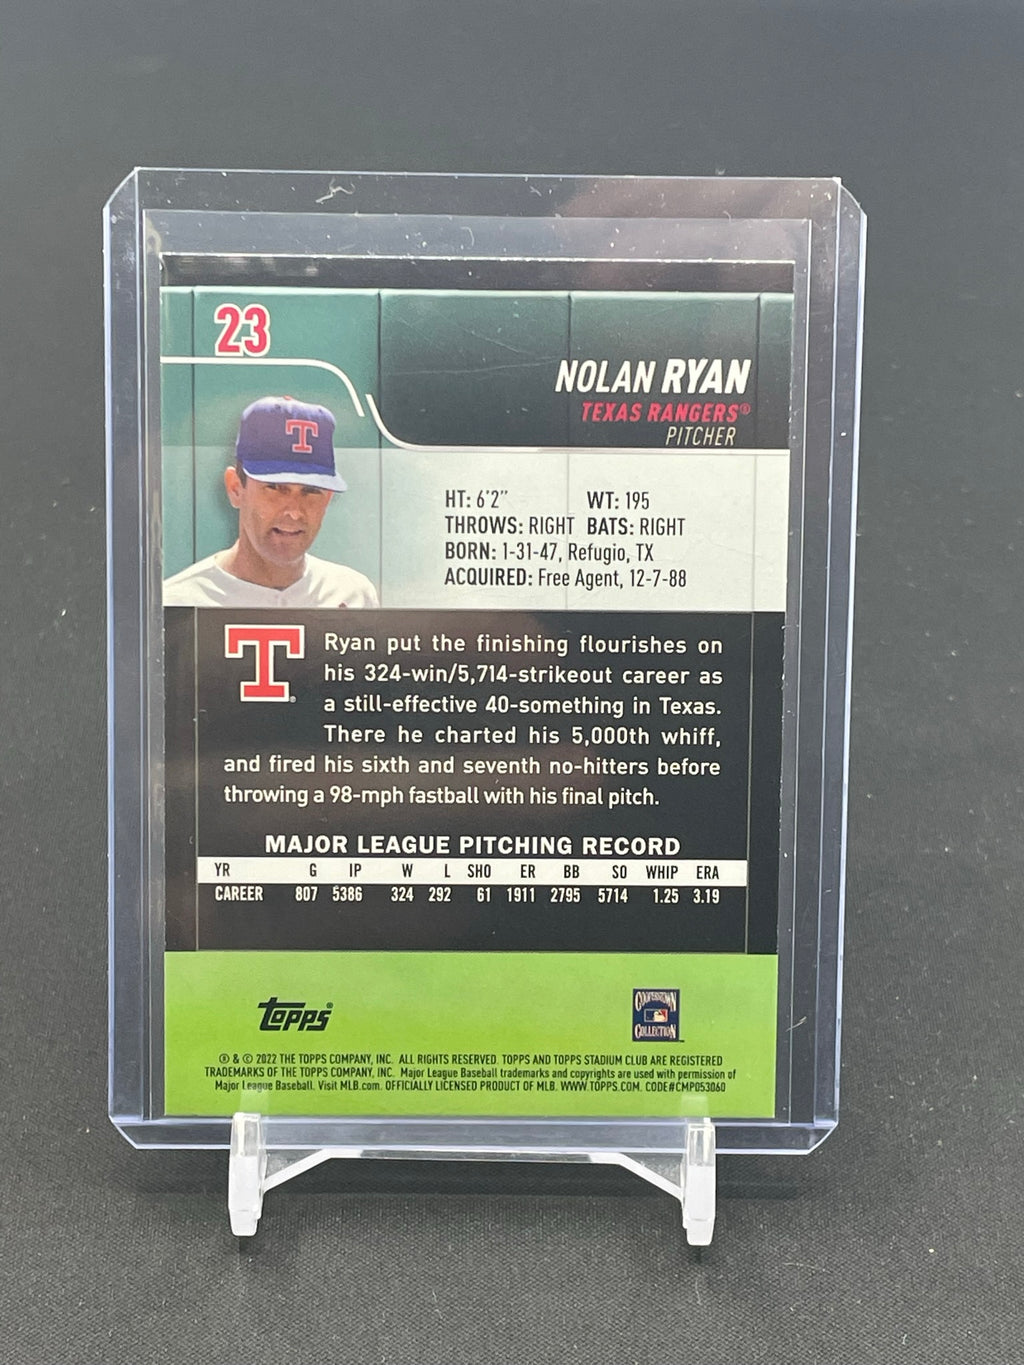 23
NOLAN RYAN
TEXAS RANGERS®
PITCHER
T
HT: 6'2" WT: 195
THROWS: RIGHT BATS: RIGHT
BORN: 1-31-47, Refugio, TX
ACQUIRED: Free Agent, 12-7-88
T
Ryan put the finishing flourishes on
his 324-win/5,714-strikeout career as
a still-effective 40-something in Texas.
There he charted his 5,000th whiff,
and fired his sixth and seventh no-hitters before
throwing a 98-mph fastball with his final pitch.
MAJOR LEAGUE PITCHING RECORD
YR G IP W L SHO ER BB SO WHIP ERA
CAREER 807 5386 324 292 61 1911 2795 5714 1.25 3.19
topps®
COOPERSTOWN
COLLECTION
® & © 2022 THE TOPPS COMPANY, INC. ALL RIGHTS RESERVED. TOPPS AND TOPPS STADIUM CLUB ARE REGISTERED
TRADEMARKS OF THE TOPPS COMPANY, INC. Major League Baseball trademarks and copyrights are used with permission of
Major League Baseball. Visit MLB.com. OFFICIALLY LICENSED PRODUCT OF MLB. WWW.TOPPS.COM. CODE#CMP053060